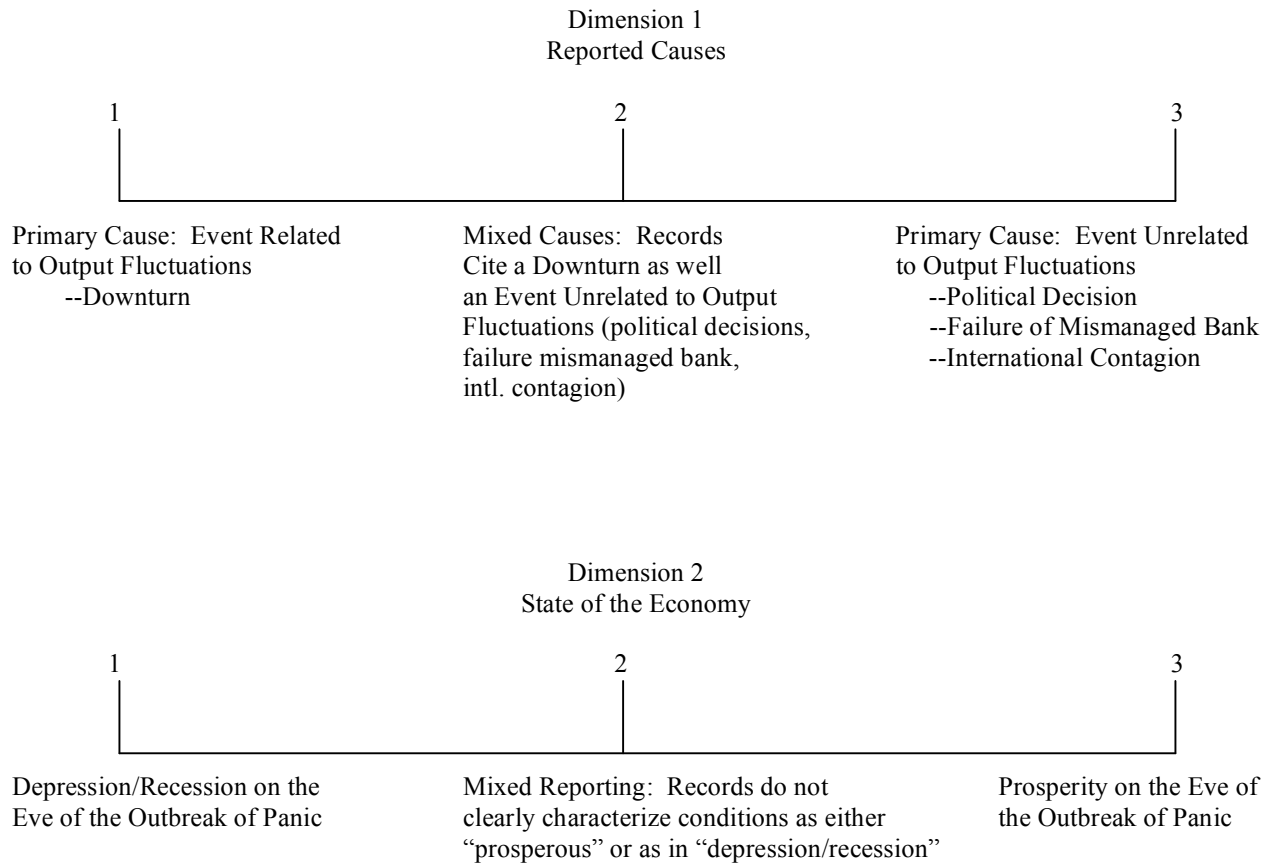 Dimension 1
Reported Causes
1 2 3
Primary Cause: Event Related
to Output Fluctuations
--Downturn
Mixed Causes: Records
Cite a Downturn as well
an Event Unrelated to Output
Fluctuations (political decisions,
failure mismanaged bank,
intl. contagion)
Primary Cause: Event Unrelated
to Output Fluctuations
--Political Decision
--Failure of Mismanaged Bank
--International Contagion
Dimension 2
State of the Economy
1 2 3
Depression/Recession on the
Eve of the Outbreak of Panic
Mixed Reporting: Records do not
clearly characterize conditions as either
“prosperous” or as in “depression/recession”
Prosperity on the Eve of
the Outbreak of Panic